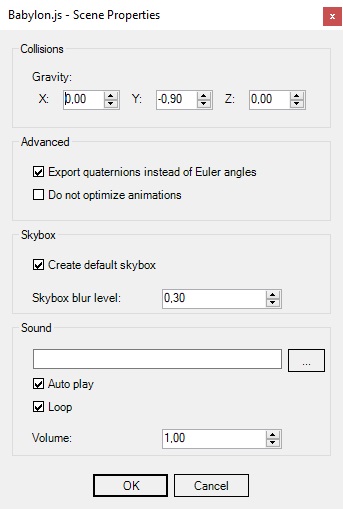 Babylon.js - Scene Properties x
Collisions
Gravity:
X: 0,00 Y: -0,90 Z: 0,00
Advanced
Export quaternions instead of Euler angles
Do not optimize animations
Skybox
Create default skybox
Skybox blur level: 0,30
Sound
...
Auto play
Loop
Volume: 1,00
OK Cancel